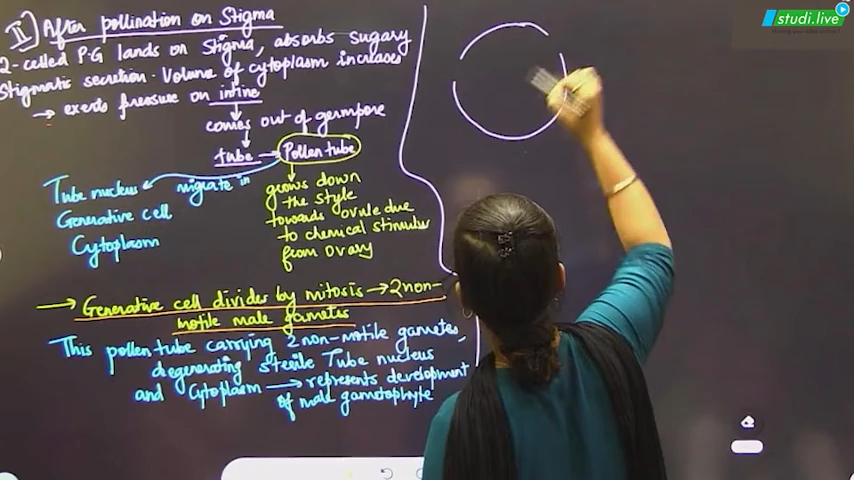 studi.live
II] After pollination on Stigma
2-celled P.G lands on Stigma, absorbs sugary
Stigmatic secretion. Volume of cytoplasm increases
→ exerts pressure on intine
comes out of germpore
tube → Pollen tube
Tube nucleus
migrate in
Generative cell
Cytoplasm
grows down
the style
towards ovule due
to chemical stimulus
from ovary
→ Generative cell divides by mitosis → 2 non-
motile male gametes
This pollen tube carrying 2 non-motile gametes,
degenerating sterile Tube nucleus
and Cytoplasm → represents development
of male gametophyte